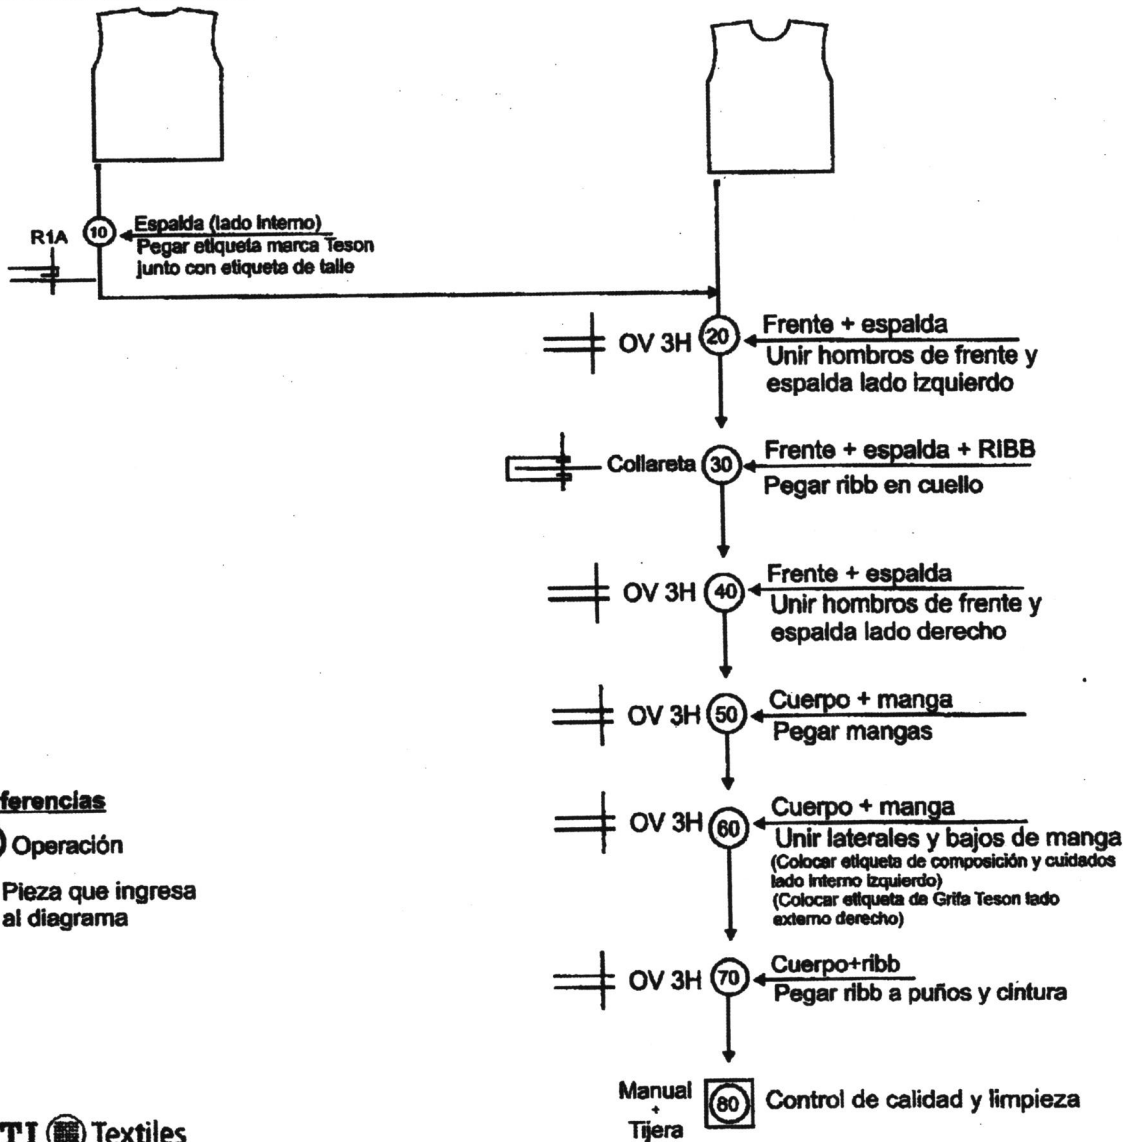 R1A
10
Espalda (lado Interno)
Pegar etiqueta marca Teson
junto con etiqueta de talle
OV 3H
20
Frente + espalda
Unir hombros de frente y
espalda lado izquierdo
Collareta
30
Frente + espalda + RIBB
Pegar ribb en cuello
OV 3H
40
Frente + espalda
Unir hombros de frente y
espalda lado derecho
OV 3H
50
Cuerpo + manga
Pegar mangas
OV 3H
60
Cuerpo + manga
Unir laterales y bajos de manga
(Colocar etiqueta de composición y cuidados
lado interno izquierdo)
(Colocar etiqueta de Grifa Teson lado
externo derecho)
OV 3H
70
Cuerpo+ribb
Pegar ribb a puños y cintura
Manual
+
Tijera
80
Control de calidad y limpieza
ferencias
Operación
Pieza que ingresa
al diagrama
TI Textiles